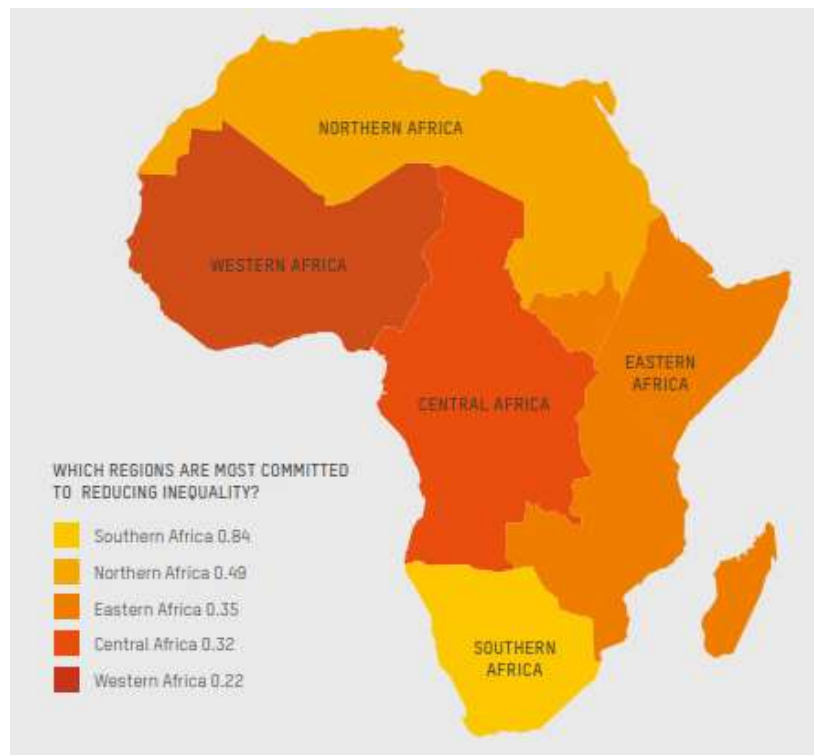 NORTHERN AFRICA
WESTERN AFRICA
EASTERN
AFRICA
CENTRAL AFRICA
WHICH REGIONS ARE MOST COMMITTED
TO REDUCING INEQUALITY?
Southern Africa 0.84
Northern Africa 0.49
Eastern Africa 0.35
Central Africa 0.32
Western Africa 0.22
SOUTHERN
AFRICA